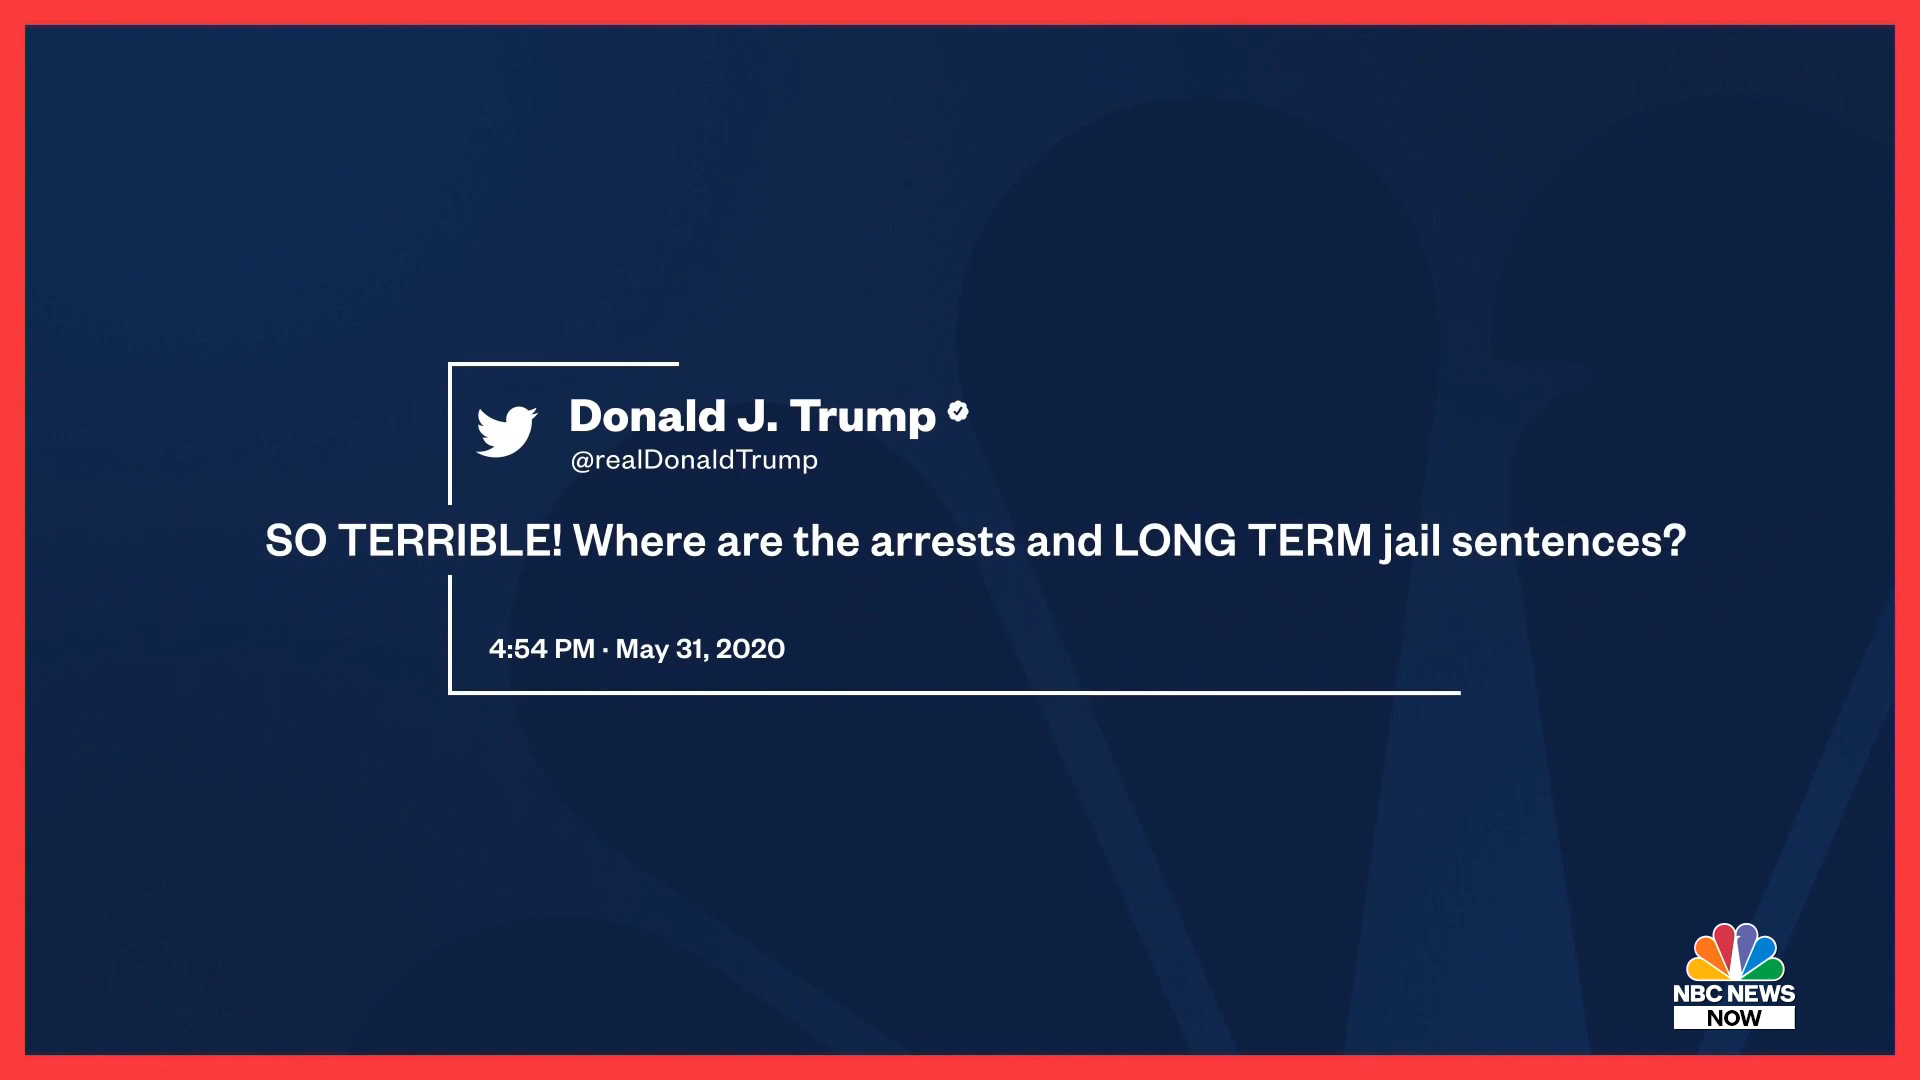 Donald J. Trump
@realDonaldTrump
SO TERRIBLE! Where are the arrests and LONG TERM jail sentences?
4:54 PM · May 31, 2020
NBC NEWS
NOW